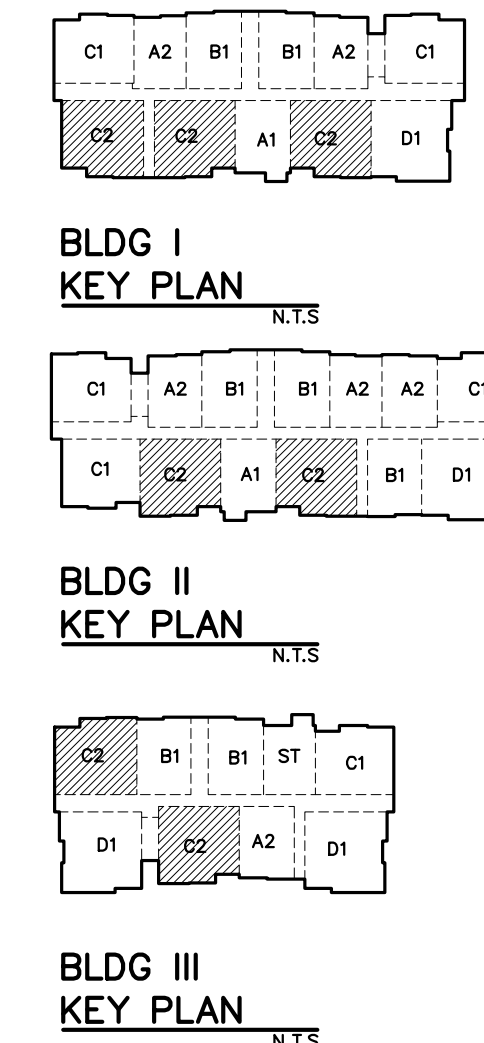 C1 A2 B1 B1 A2 C1
C2 C2 A1 C2 D1
BLDG I
KEY PLAN
N.T.S
C1 A2 B1 B1 A2 A2 C1
C1 C2 A1 C2 B1 D1
BLDG II
KEY PLAN
N.T.S
C2 B1 B1 ST C1
D1 C2 A2 D1
BLDG III
KEY PLAN
N.T.S